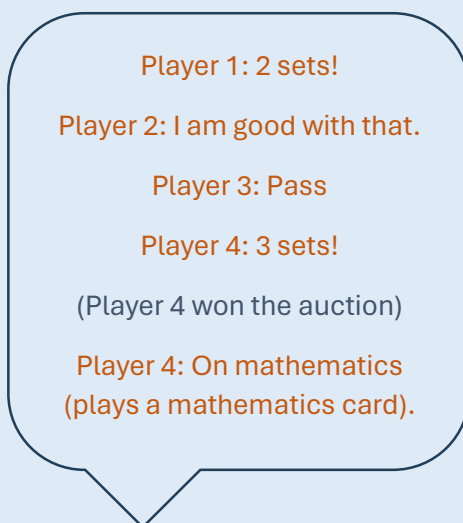 Player 1: 2 sets!
Player 2: I am good with that.
Player 3: Pass
Player 4: 3 sets!
(Player 4 won the auction)
Player 4: On mathematics
(plays a mathematics card).